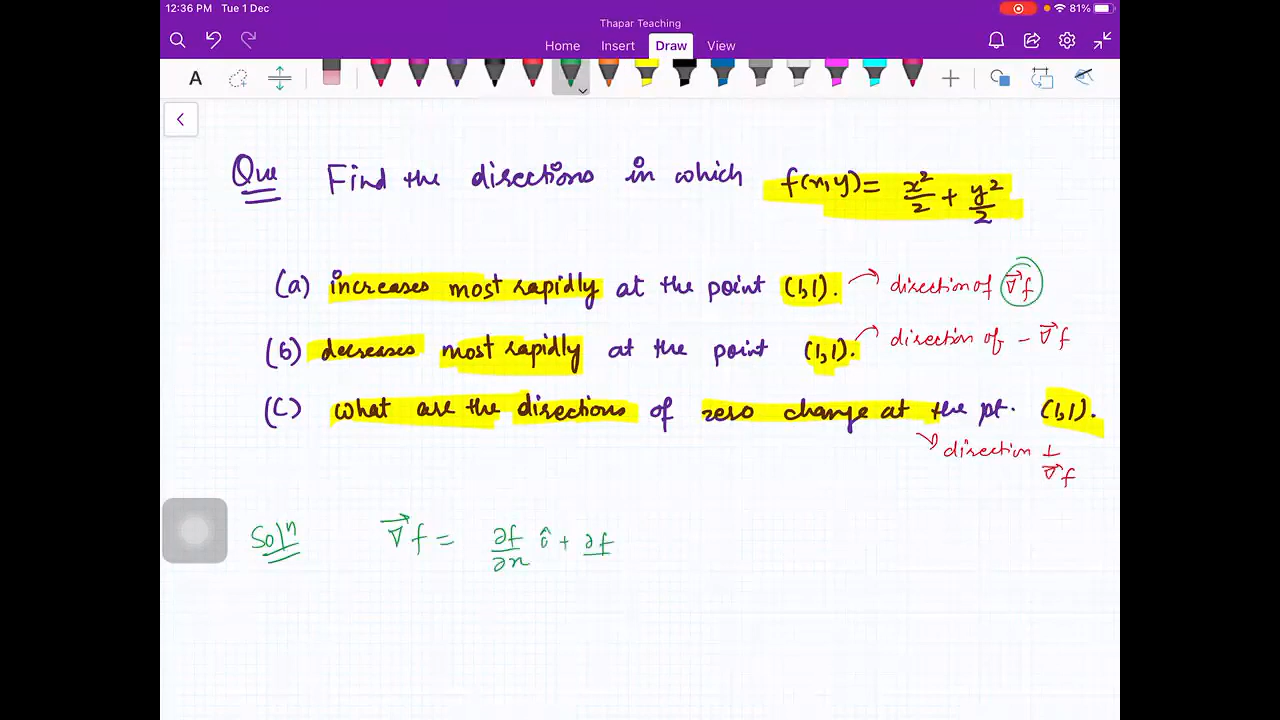 12:36 PM Tue 1 Dec
81%
Thapar Teaching
Home Insert Draw View
A
Que Find the directions in which f(x,y) = x²/2 + y²/2
(a) increases most rapidly at the point (1,1). → direction of ∇⃗f
(b) decreases most rapidly at the point (1,1). → direction of - ∇⃗f
(c) what are the directions of zero change at the pt. (1,1).
↘ direction ⊥
∇⃗f
Solⁿ ∇⃗f = ∂f/∂x î + ∂f